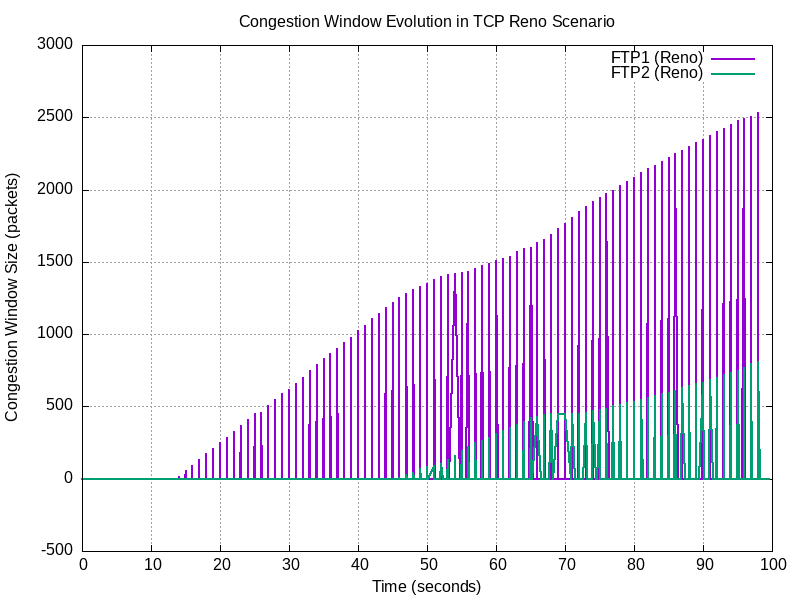 Congestion Window Evolution in TCP Reno Scenario
FTP1 (Reno)
FTP2 (Reno)
3000
2500
2000
1500
1000
500
0
-500
Congestion Window Size (packets)
0 10 20 30 40 50 60 70 80 90 100
Time (seconds)